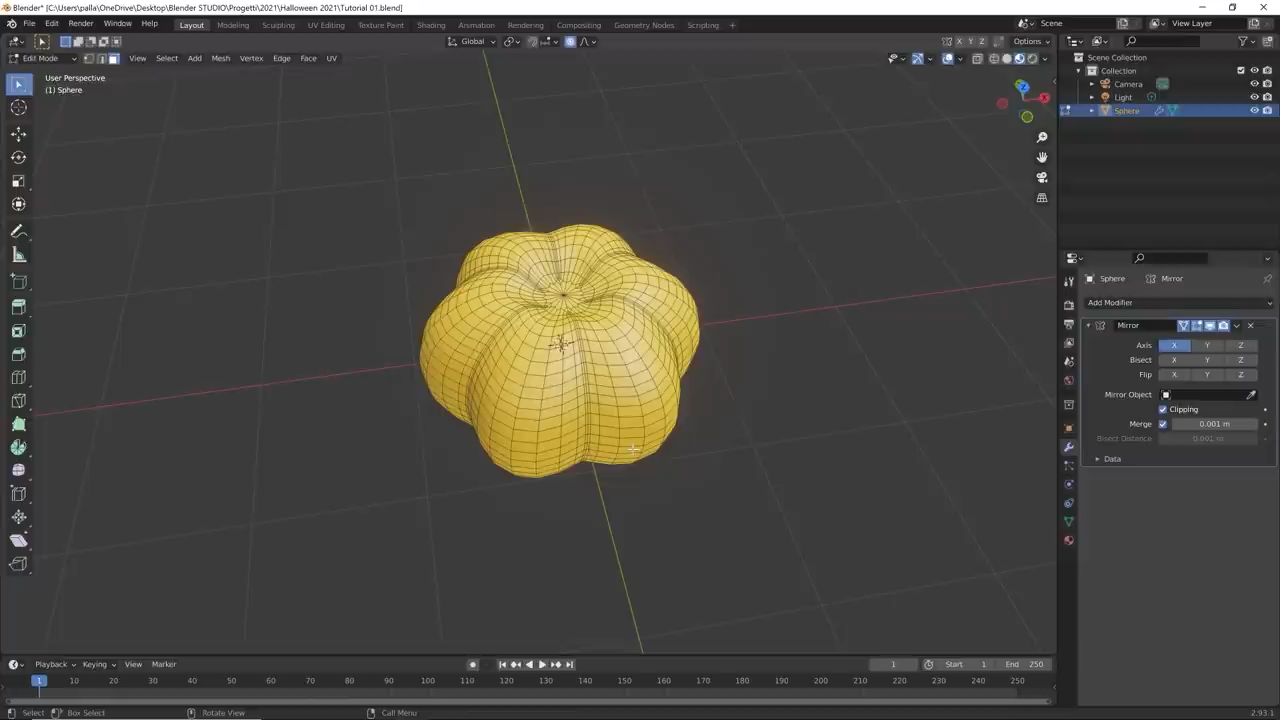 Blender* [C:\Users\palla\OneDrive\Desktop\Blender STUDIO\Progetti\2021\Halloween 2021\Tutorial 01.blend]
File Edit Render Window Help Layout Modeling Sculpting UV Editing Texture Paint Shading Animation Rendering Compositing Geometry Nodes Scripting + Scene View Layer
Global X Y Z Options
Edit Mode View Select Add Mesh Vertex Edge Face UV
User Perspective
(1) Sphere
Z
X
Scene Collection
Collection
Camera
Light
Sphere
Sphere Mirror
Add Modifier
Mirror
Axis X Y Z
Bisect X Y Z
Flip X Y Z
Mirror Object
Clipping
Merge 0.001 m
Bisect Distance 0.001 m
Data
Playback Keying View Marker 1 Start 1 End 250
1 10 20 30 40 50 60 70 80 90 100 110 120 130 140 150 160 170 180 190 200 210 220 230 240 250
Select Box Select Rotate View Call Menu 2.93.1